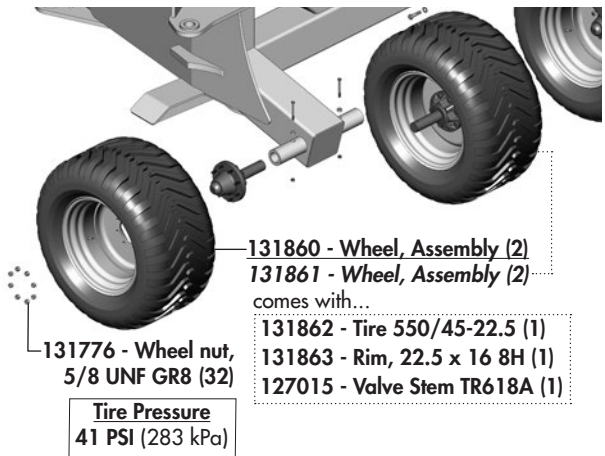 131860 - Wheel, Assembly (2)
131861 - Wheel, Assembly (2)
comes with...
131862 - Tire 550/45-22.5 (1)
131863 - Rim, 22.5 x 16 8H (1)
127015 - Valve Stem TR618A (1)
131776 - Wheel nut,
5/8 UNF GR8 (32)
Tire Pressure
41 PSI (283 kPa)